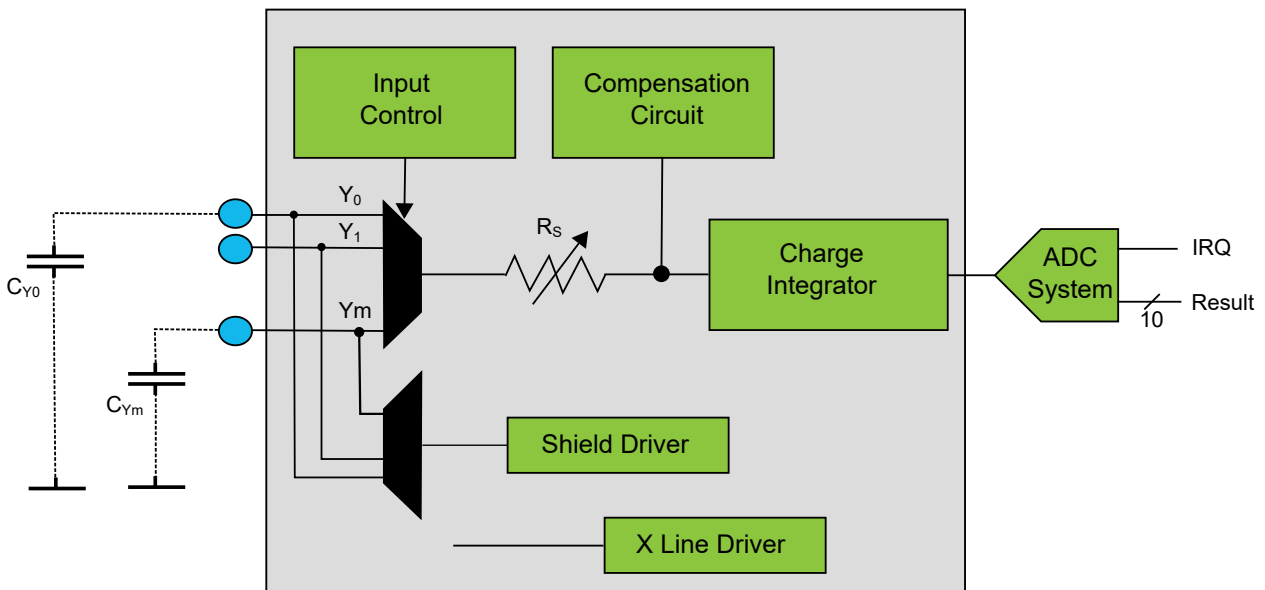 Input
Control
Compensation
Circuit
Y0
Y1
Ym
RS
Charge
Integrator
ADC
System
IRQ
Result
10
CY0
CYm
Shield Driver
X Line Driver